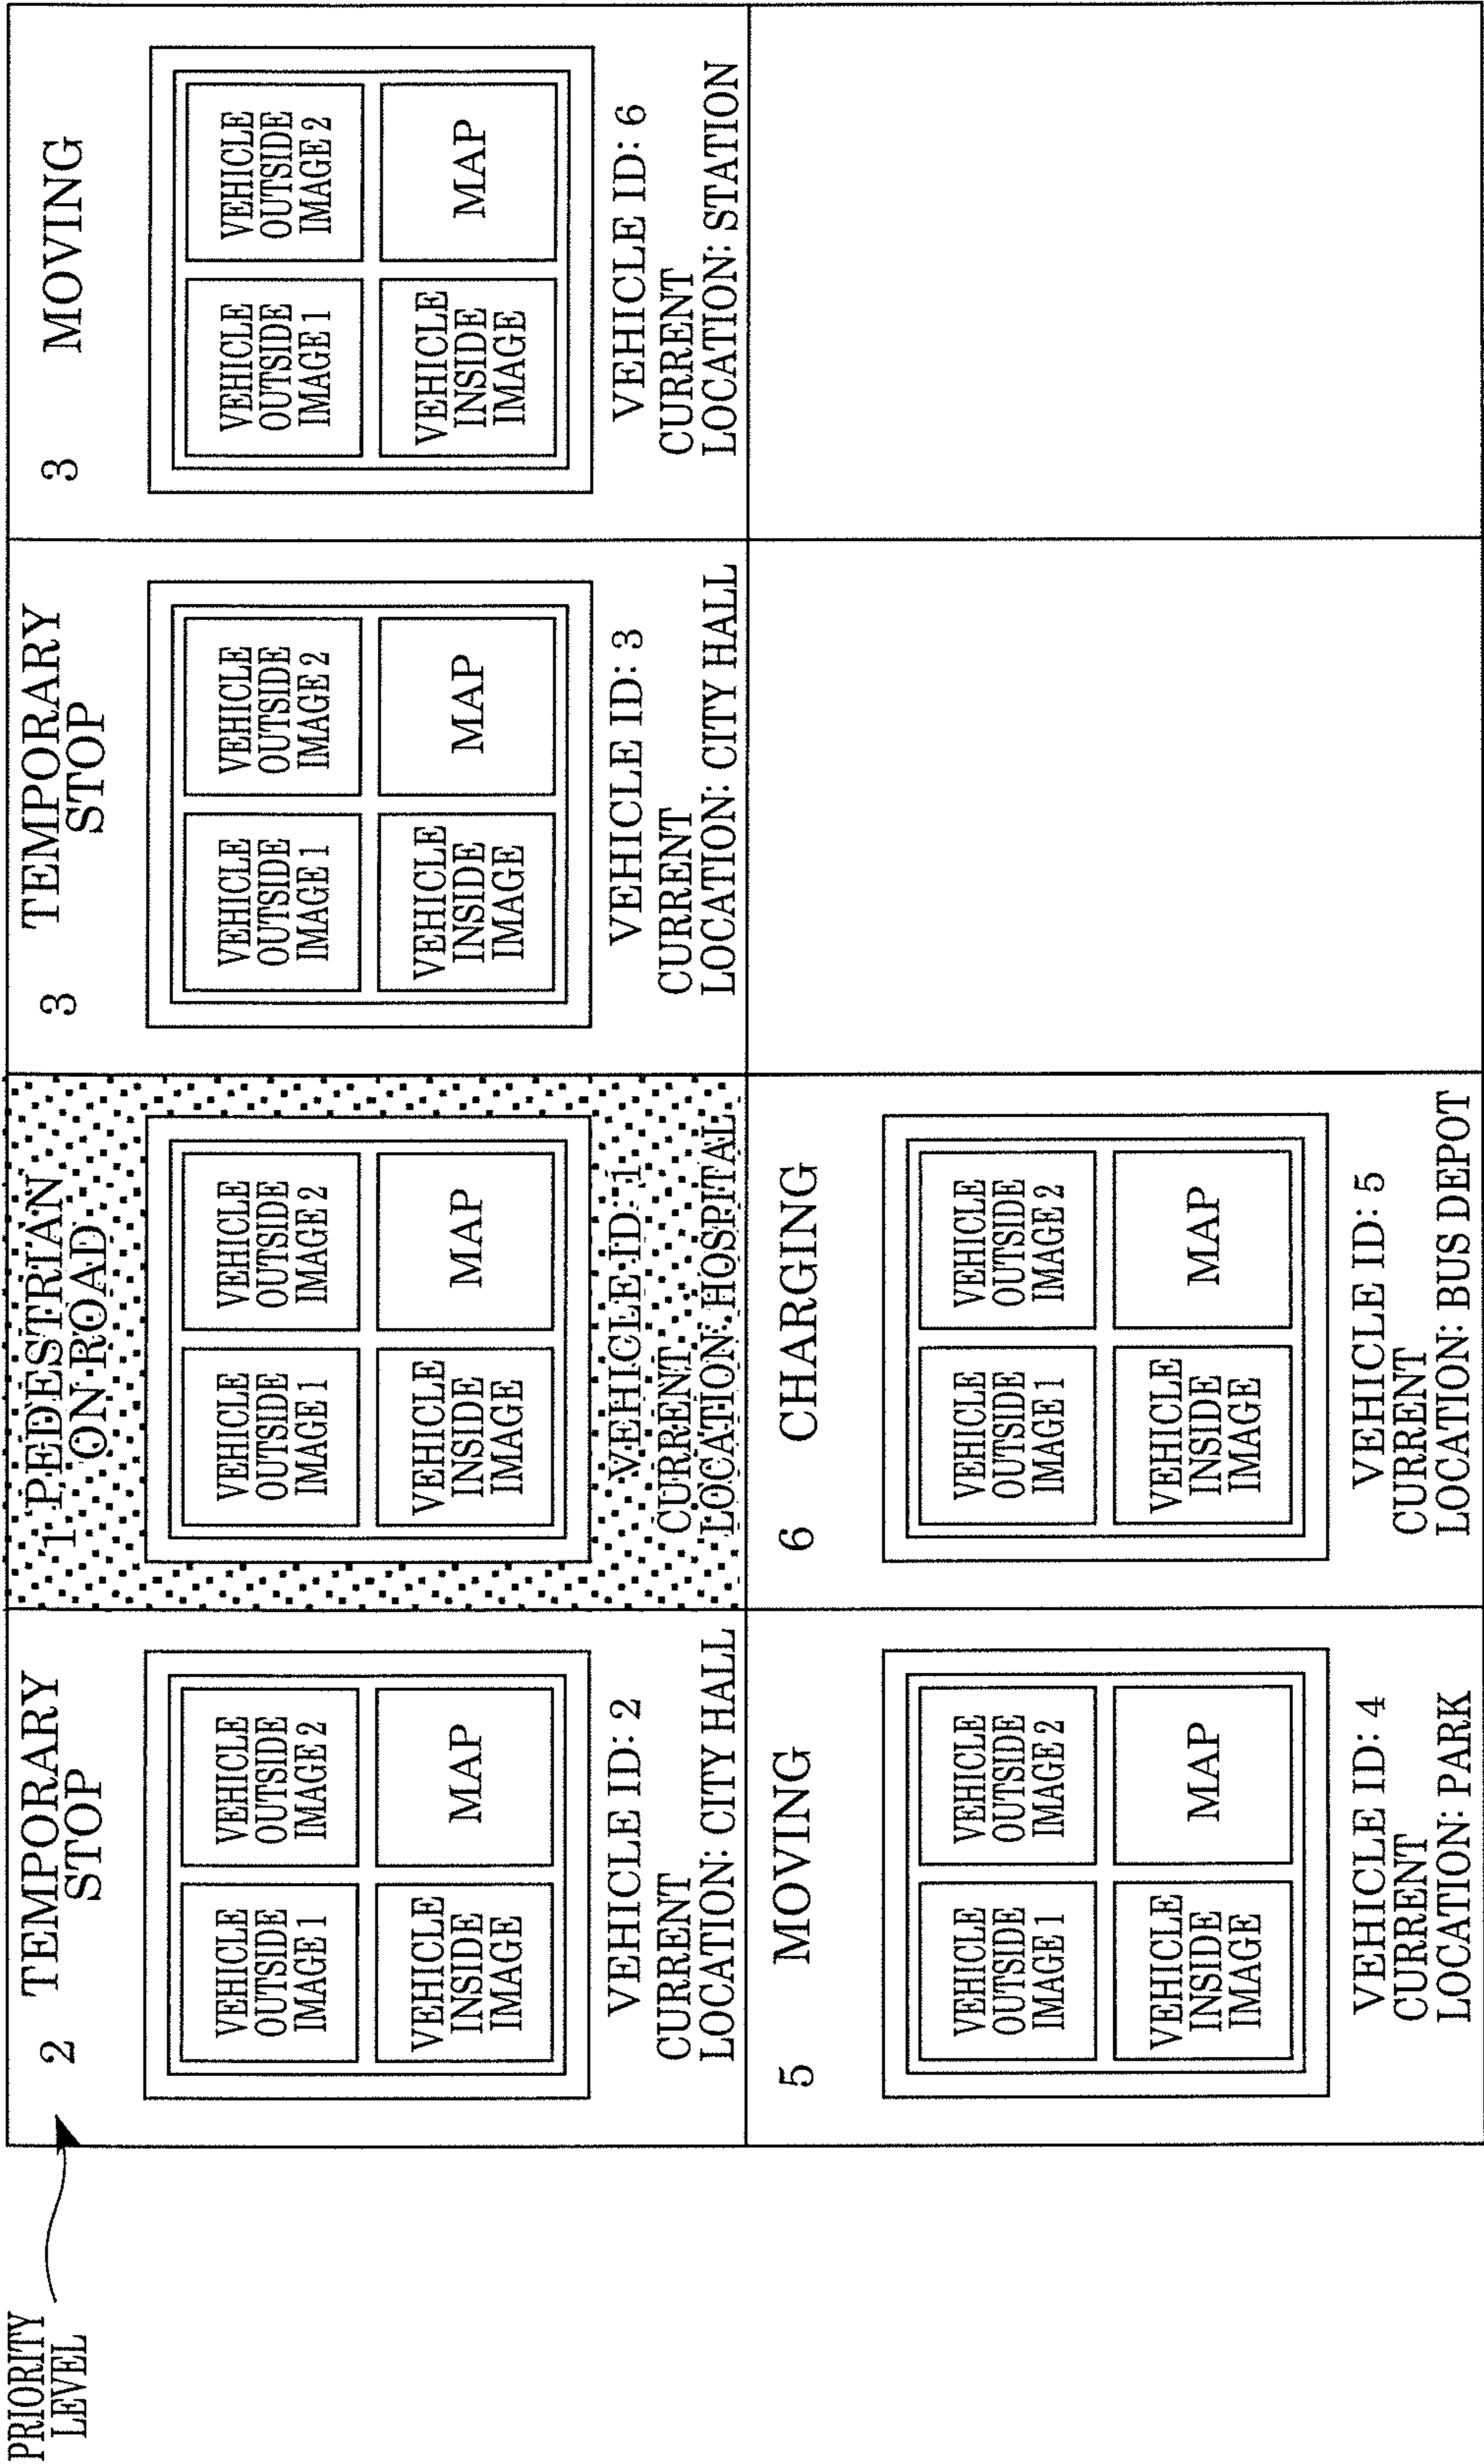 PRIORITY
LEVEL
2 TEMPORARY
STOP
VEHICLE
OUTSIDE
IMAGE 1
VEHICLE
OUTSIDE
IMAGE 2
VEHICLE
INSIDE
IMAGE
MAP
VEHICLE ID: 2
CURRENT
LOCATION: CITY HALL
1 PEDESTRIAN
ON ROAD
VEHICLE
OUTSIDE
IMAGE 1
VEHICLE
OUTSIDE
IMAGE 2
VEHICLE
INSIDE
IMAGE
MAP
VEHICLE ID: 1
CURRENT
LOCATION: HOSPITAL
3 TEMPORARY
STOP
VEHICLE
OUTSIDE
IMAGE 1
VEHICLE
OUTSIDE
IMAGE 2
VEHICLE
INSIDE
IMAGE
MAP
VEHICLE ID: 3
CURRENT
LOCATION: CITY HALL
3 MOVING
VEHICLE
OUTSIDE
IMAGE 1
VEHICLE
OUTSIDE
IMAGE 2
VEHICLE
INSIDE
IMAGE
MAP
VEHICLE ID: 6
CURRENT
LOCATION: STATION
5 MOVING
VEHICLE
OUTSIDE
IMAGE 1
VEHICLE
OUTSIDE
IMAGE 2
VEHICLE
INSIDE
IMAGE
MAP
VEHICLE ID: 4
CURRENT
LOCATION: PARK
6 CHARGING
VEHICLE
OUTSIDE
IMAGE 1
VEHICLE
OUTSIDE
IMAGE 2
VEHICLE
INSIDE
IMAGE
MAP
VEHICLE ID: 5
CURRENT
LOCATION: BUS DEPOT